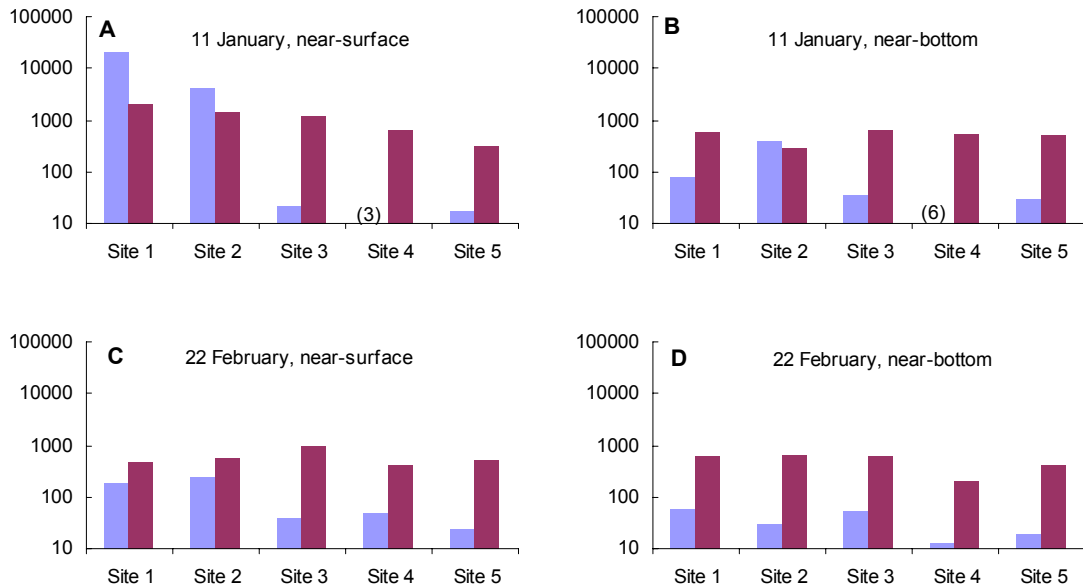 A
11 January, near-surface
100000
10000
1000
100
10
(3)
Site 1 Site 2 Site 3 Site 4 Site 5
B
11 January, near-bottom
100000
10000
1000
100
10
(6)
Site 1 Site 2 Site 3 Site 4 Site 5
C
22 February, near-surface
100000
10000
1000
100
10
Site 1 Site 2 Site 3 Site 4 Site 5
D
22 February, near-bottom
100000
10000
1000
100
10
Site 1 Site 2 Site 3 Site 4 Site 5